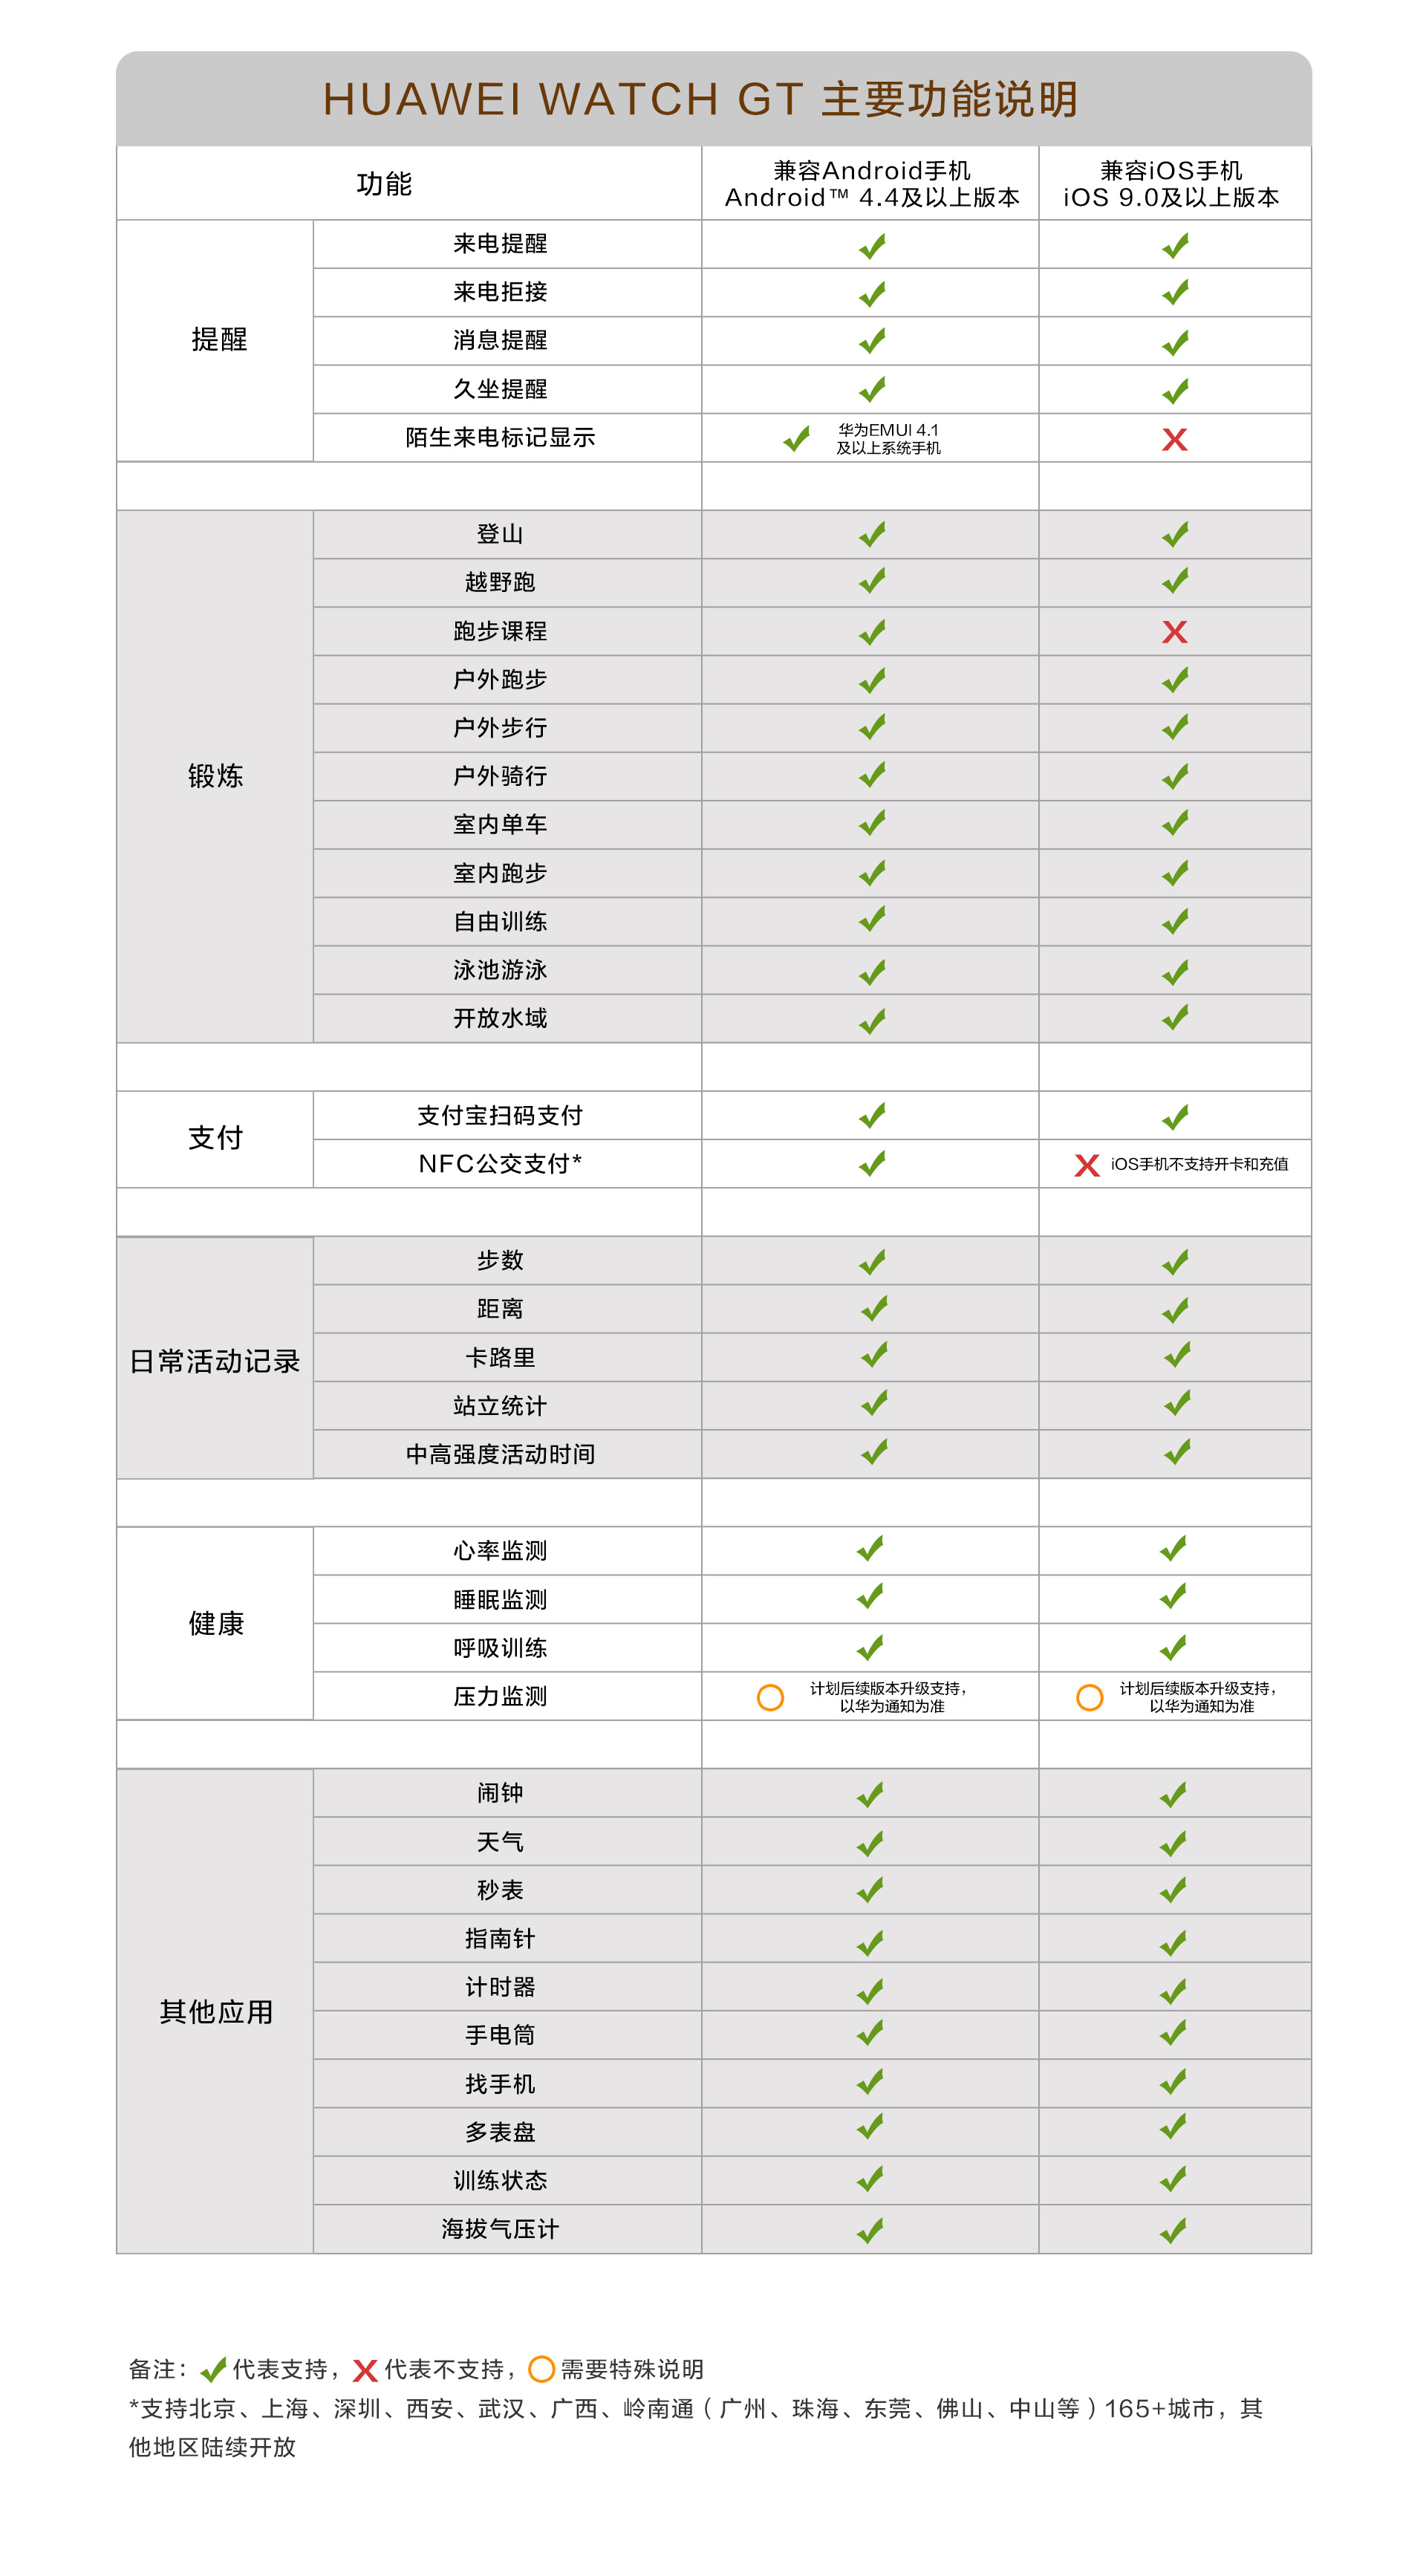 HUAWEI WATCH GT 主要功能说明
功能
兼容Android手机
Android™ 4.4及以上版本
兼容iOS手机
iOS 9.0及以上版本
提醒
来电提醒
来电拒接
消息提醒
久坐提醒
陌生来电标记显示
华为EMUI 4.1
及以上系统手机
锻炼
登山
越野跑
跑步课程
户外跑步
户外步行
户外骑行
室内单车
室内跑步
自由训练
泳池游泳
开放水域
支付
支付宝扫码支付
NFC公交支付*
iOS手机不支持开卡和充值
日常活动记录
步数
距离
卡路里
站立统计
中高强度活动时间
健康
心率监测
睡眠监测
呼吸训练
压力监测
计划后续版本升级支持,
以华为通知为准
计划后续版本升级支持,
以华为通知为准
其他应用
闹钟
天气
秒表
指南针
计时器
手电筒
找手机
多表盘
训练状态
海拔气压计
备注: 代表支持, 代表不支持, 需要特殊说明
*支持北京、上海、深圳、西安、武汉、广西、岭南通(广州、珠海、东莞、佛山、中山等)165+城市，其
他地区陆续开放